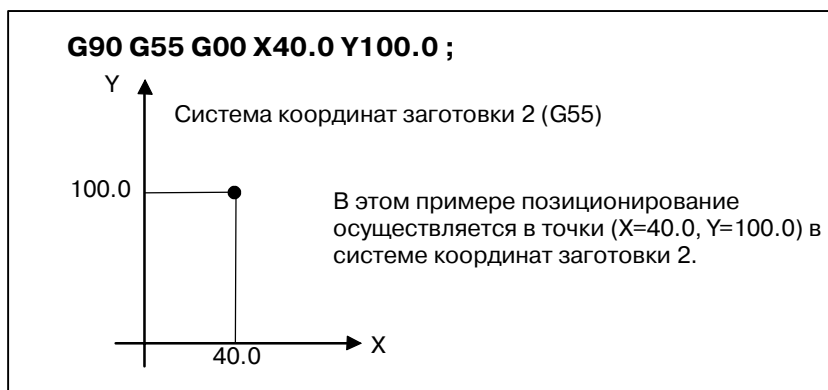 G90 G55 G00 X40.0 Y100.0 ;
Y
Система координат заготовки 2 (G55)
100.0
В этом примере позиционирование
осуществляется в точки (X=40.0, Y=100.0) в
системе координат заготовки 2.
X
40.0